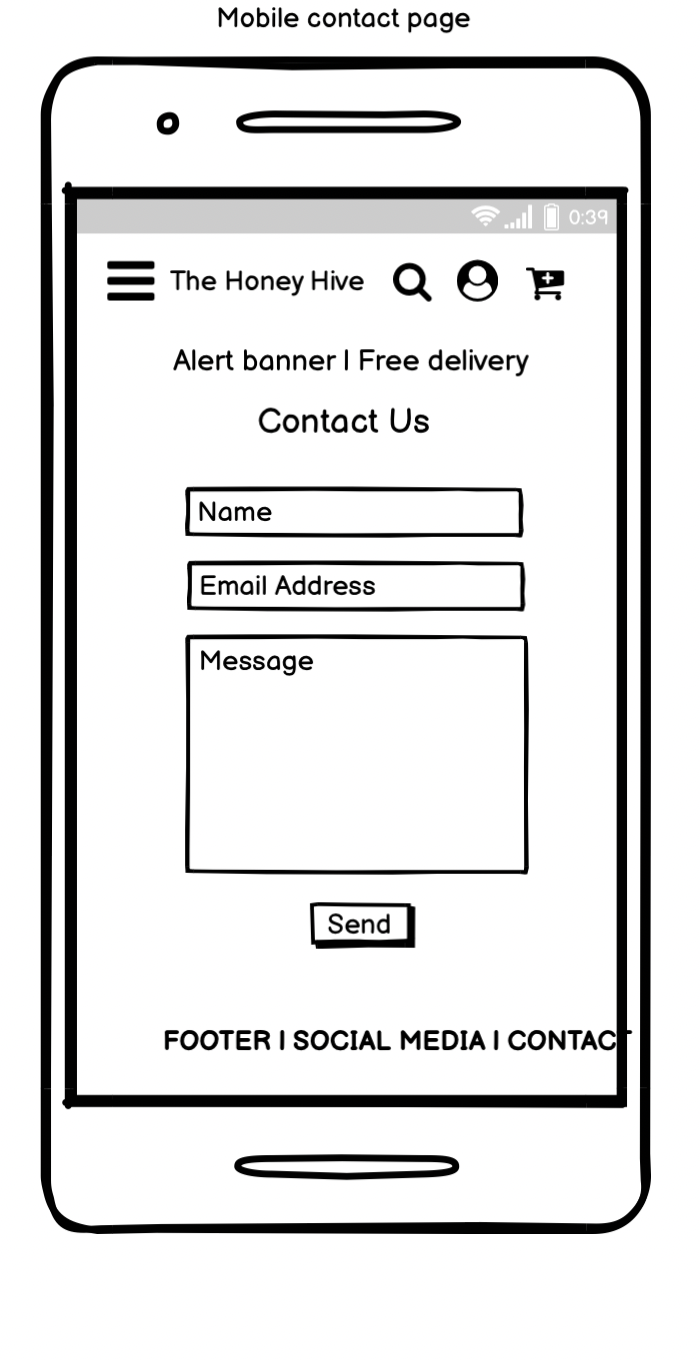 Mobile contact page
0:39
The Honey Hive
Alert banner | Free delivery
Contact Us
Name
Email Address
Message
Send
FOOTER | SOCIAL MEDIA | CONTACT